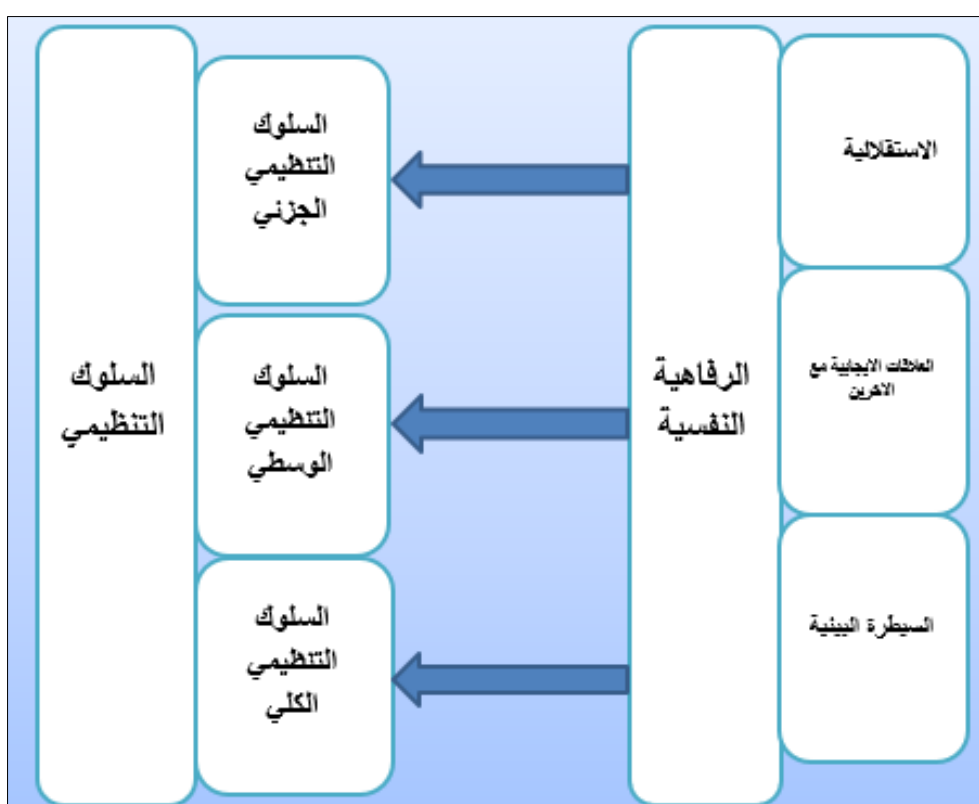 الاستقلالية
العلاقات الايجابية مع
الاخرين
السيطرة البيئية
الرفاهية
النفسية
السلوك
التنظيمي
الجزئي
السلوك
التنظيمي
الوسطي
السلوك
التنظيمي
الكلي
السلوك
التنظيمي